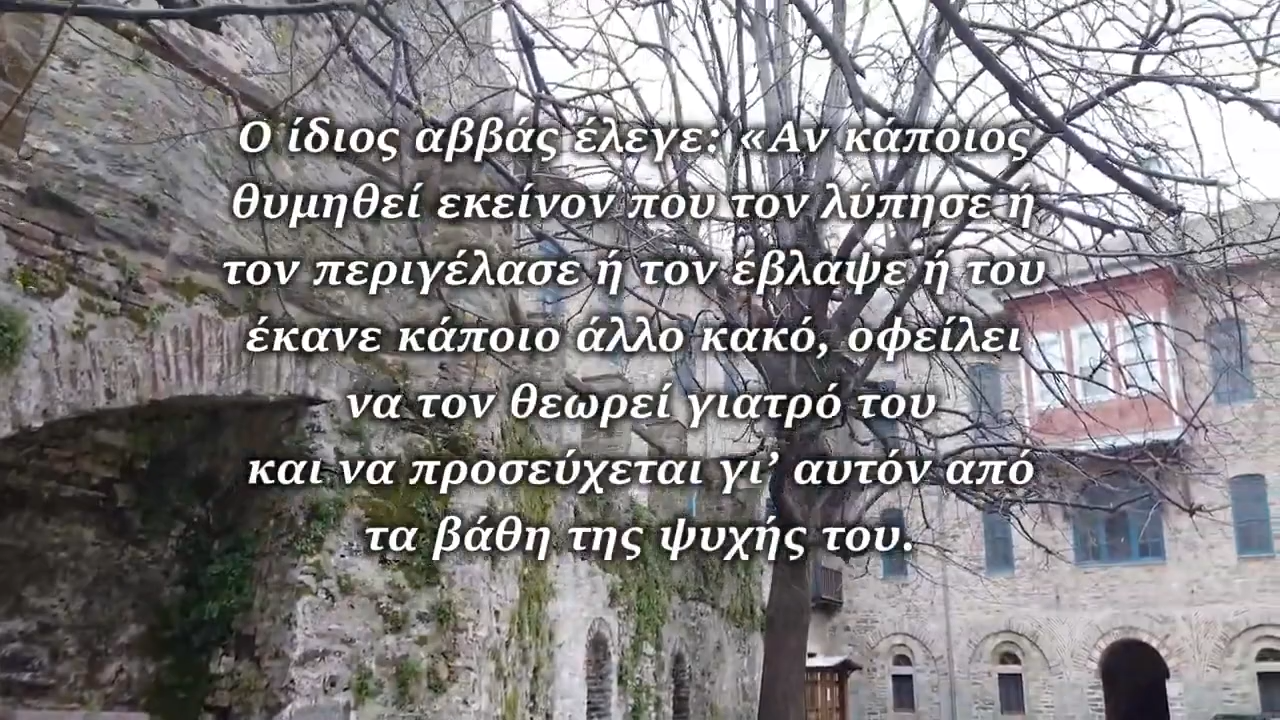 Ο ίδιος αββάς έλεγε: «Αν κάποιος
θυμηθεί εκείνον που τον λύπησε ή
τον περιγέλασε ή τον έβλαψε ή του
έκανε κάποιο άλλο κακό, οφείλει
να τον θεωρεί γιατρό του
και να προσεύχεται γι’ αυτόν από
τα βάθη της ψυχής του.